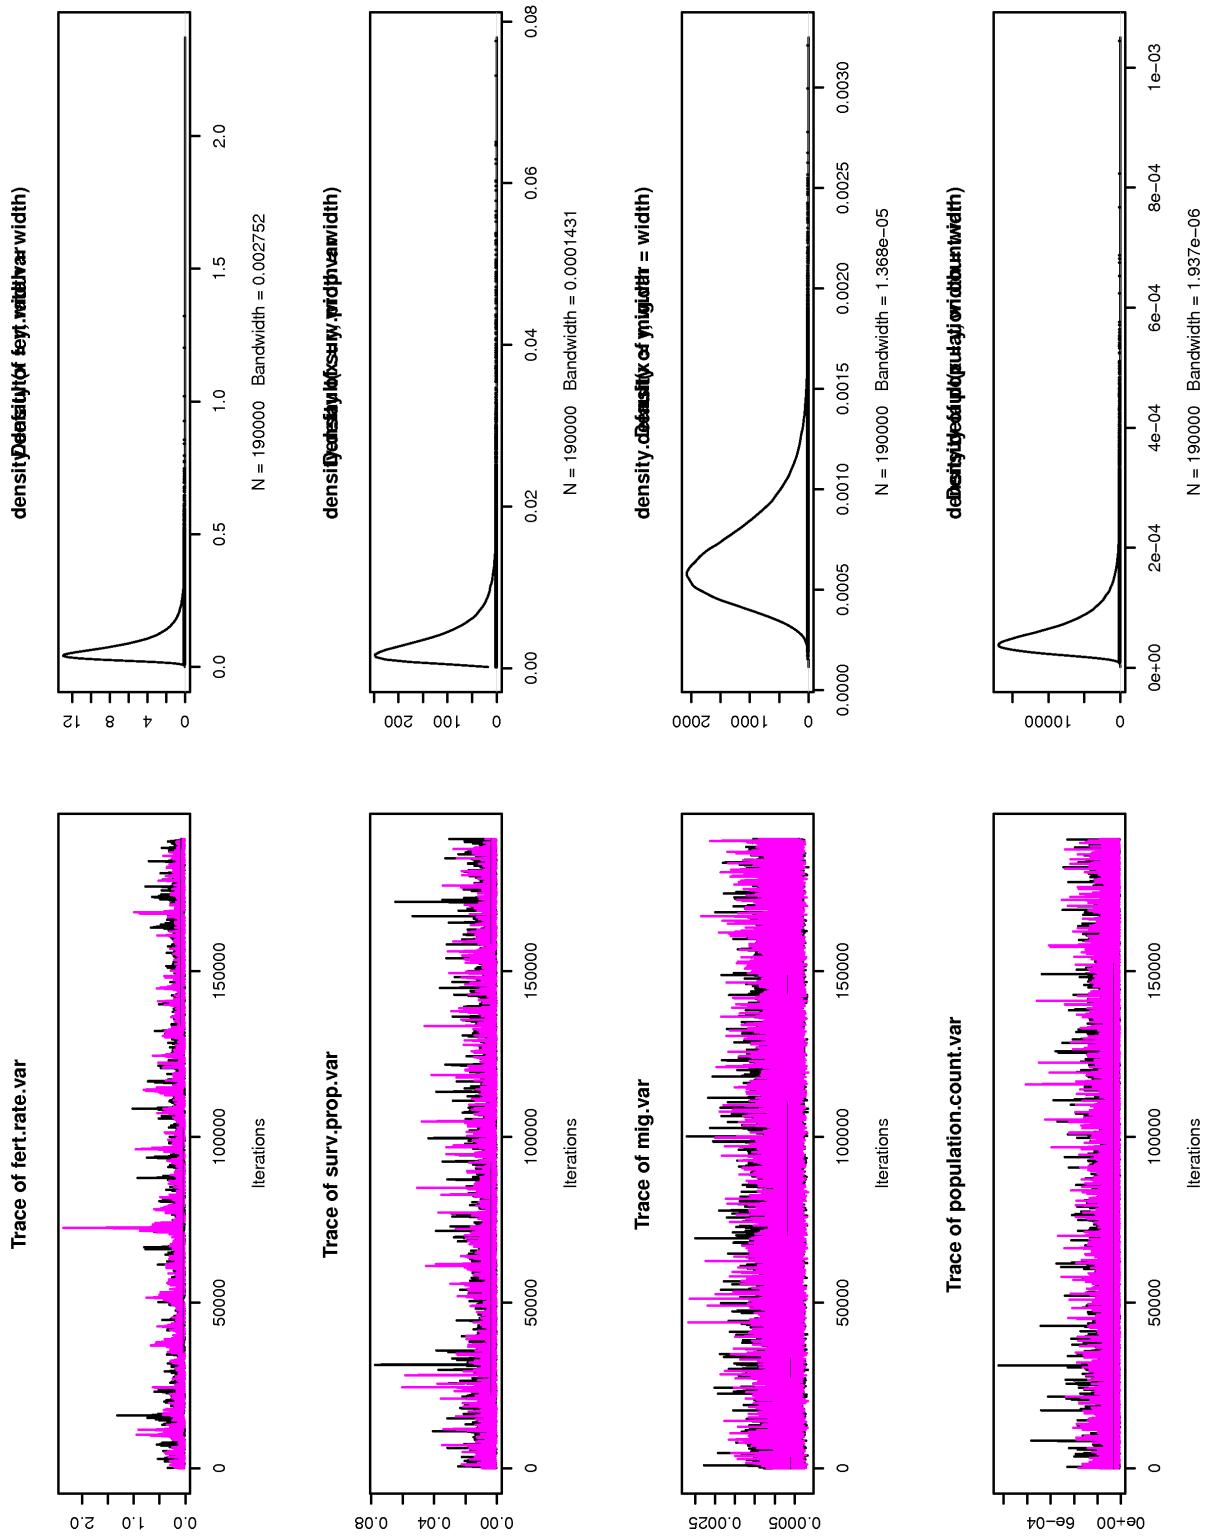 Trace of fert.rate.var
0.0 1.0 2.0
0 50000 100000 150000
Iterations
0 4 8 12
0.0 0.5 1.0 1.5 2.0
N = 190000 Bandwidth = 0.002752
Trace of surv.prop.var
0.00 0.04 0.08
0 50000 100000 150000
Iterations
0 100 200
0.00 0.02 0.04 0.06 0.08
N = 190000 Bandwidth = 0.0001431
Trace of mig.var
0.0005 0.0025
0 50000 100000 150000
Iterations
0 1000 2000
0.0000 0.0005 0.0010 0.0015 0.0020 0.0025 0.0030
N = 190000 Bandwidth = 1.368e−05
Trace of population.count.var
0e+00 6e−04
0 50000 100000 150000
Iterations
0 10000
0e+00 2e−04 4e−04 6e−04 8e−04 1e−03
N = 190000 Bandwidth = 1.937e−06